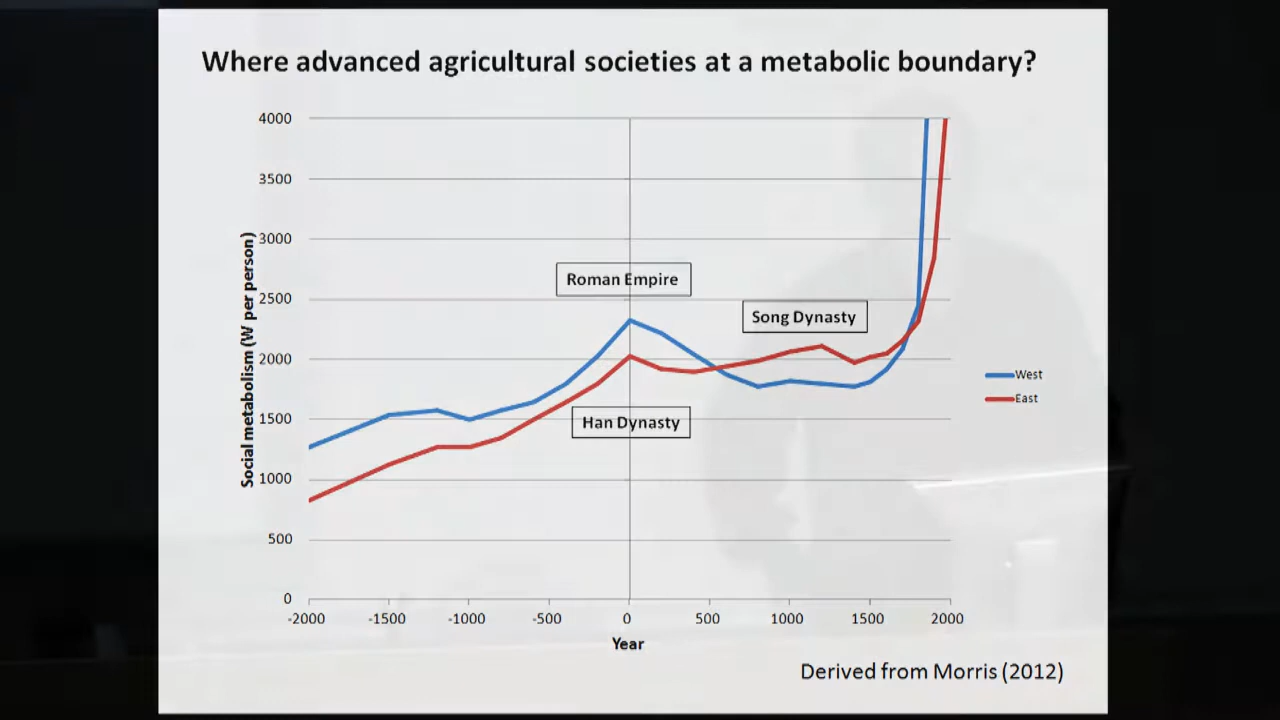 Where advanced agricultural societies at a metabolic boundary?
4000
3500
3000
2500
2000
1500
1000
500
0
Social metabolism (W per person)
Roman Empire
Song Dynasty
Han Dynasty
West
East
-2000 -1500 -1000 -500 0 500 1000 1500 2000
Year
Derived from Morris (2012)